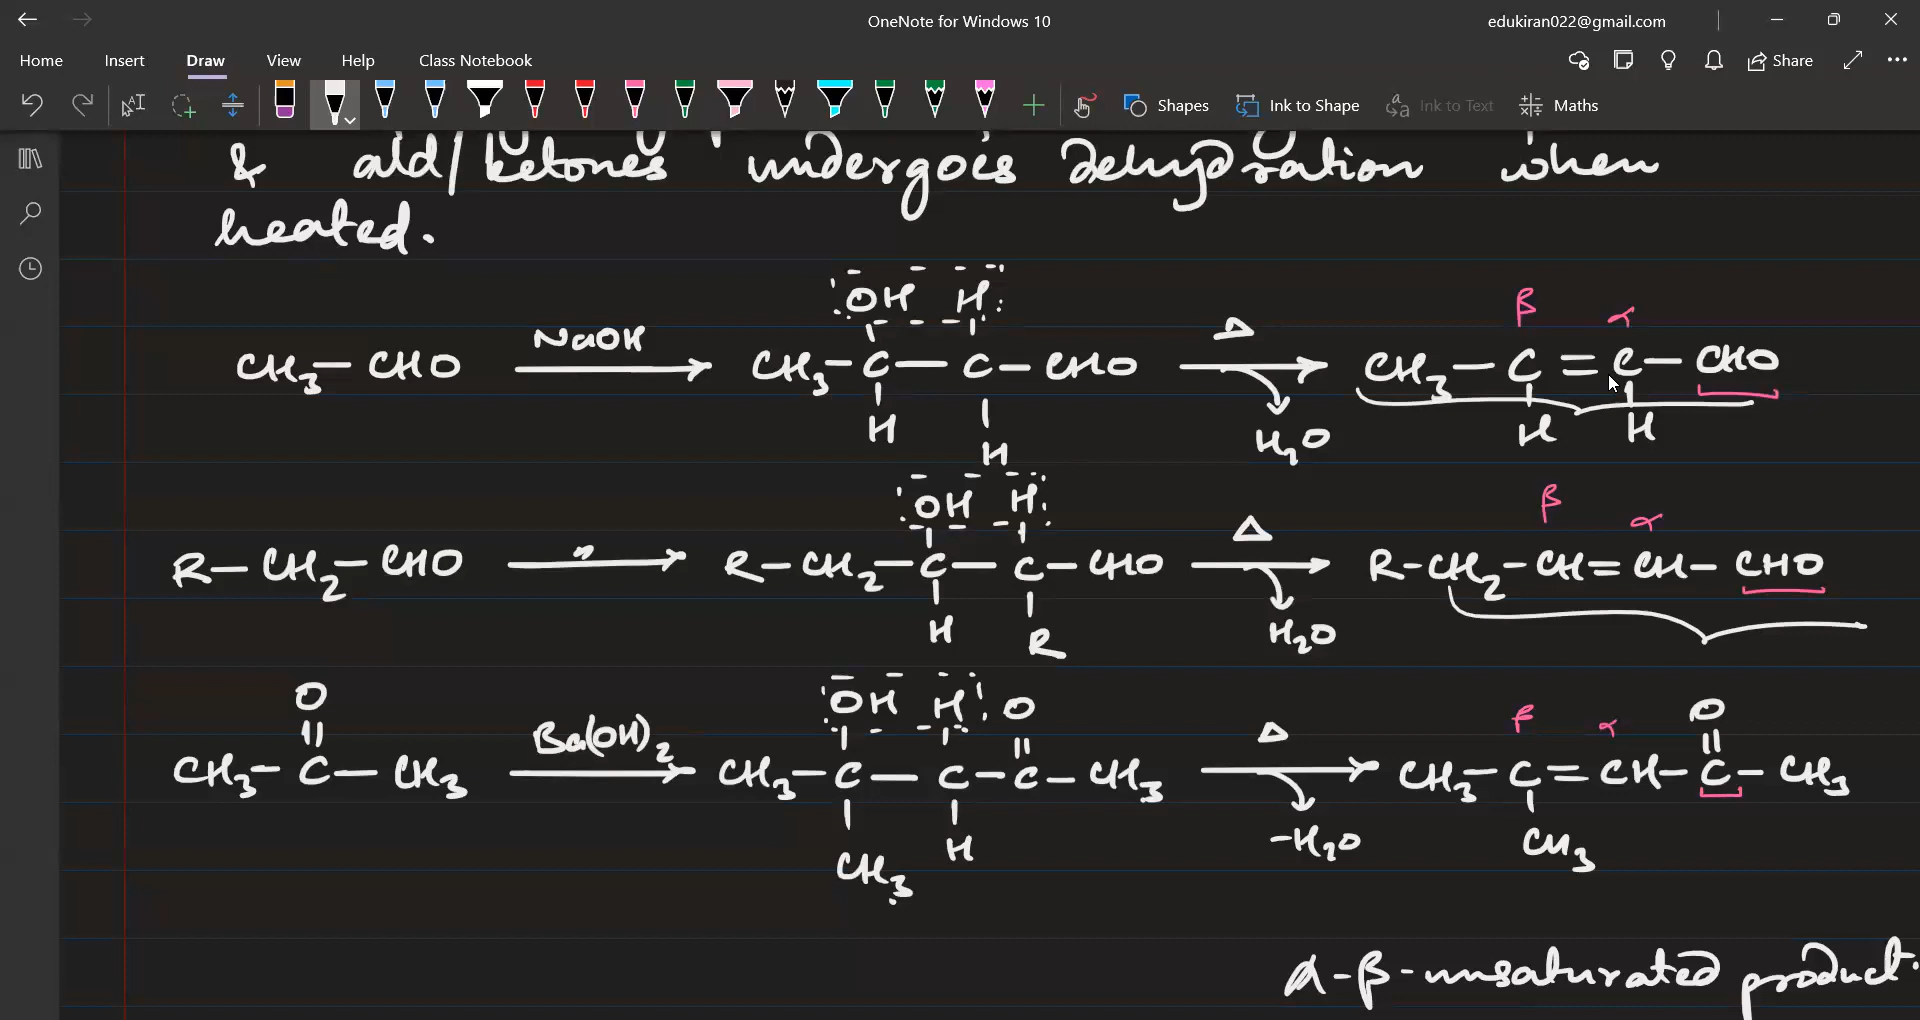 OneNote for Windows 10
edukiran022@gmail.com
Home Insert Draw View Help Class Notebook
Share
Shapes Ink to Shape Ink to Text Maths
& ald/ketones undergoes dehydration when
heated.
OH H
β α
CH3—CHO NaOH → CH3—C—C—CHO Δ → CH3—C=C—CHO
H H H2O H H
OH H
β α
R—CH2—CHO → R—CH2—C—C—CHO Δ → R-CH2-CH=CH-CHO
H R H2O
O OH H O β α O
CH3—C—CH3 Ba(OH)2 → CH3—C—C—C—CH3 Δ → CH3—C=CH—C—CH3
CH3 H -H2O CH3
α-β-unsaturated product.